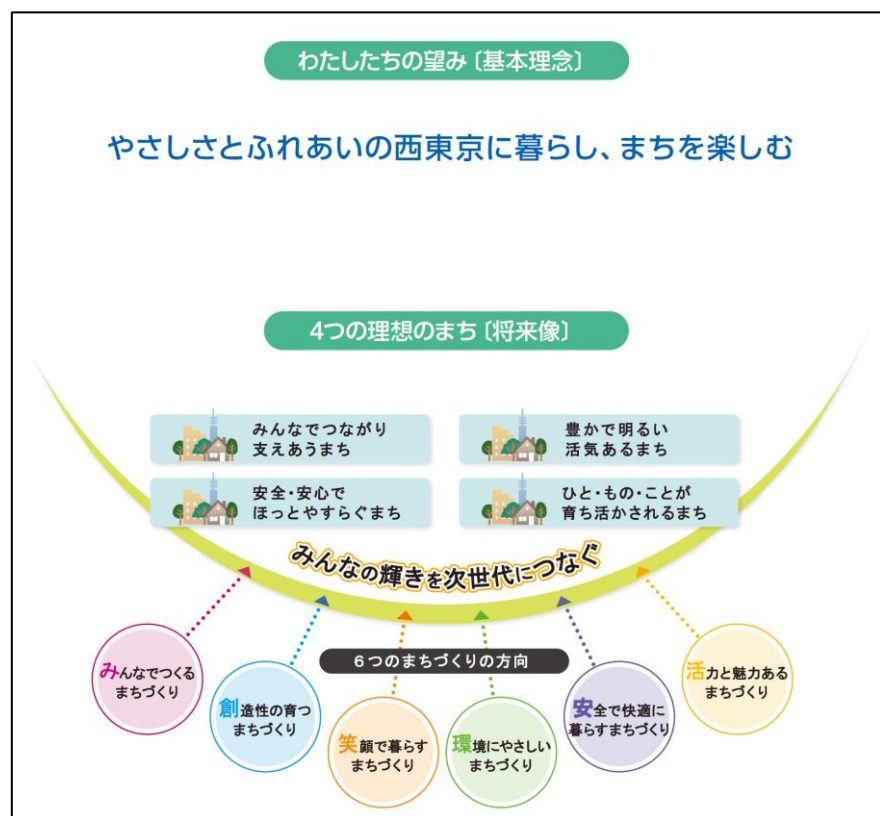 わたしたちの望み〔基本理念〕
やさしさとふれあいの西東京に暮らし、まちを楽しむ
4つの理想のまち〔将来像〕
みんなでつながり
支えあうまち
豊かで明るい
活気あるまち
安全・安心で
ほっとやすらぐまち
ひと・もの・ことが
育ち活かされるまち
みんなの輝きを次世代につなぐ
6つのまちづくりの方向
みんなでつくる
まちづくり
創造性の育つ
まちづくり
笑顔で暮らす
まちづくり
環境にやさしい
まちづくり
安全で快適に
暮らすまちづくり
活力と魅力ある
まちづくり